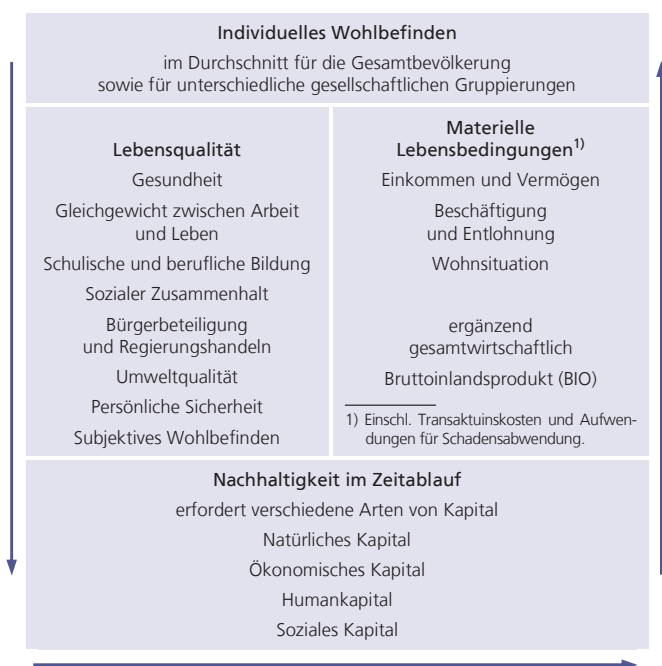 Individuelles Wohlbefinden
im Durchschnitt für die Gesamtbevölkerung
sowie für unterschiedliche gesellschaftlichen Gruppierungen
Lebensqualität
Gesundheit
Gleichgewicht zwischen Arbeit
und Leben
Schulische und berufliche Bildung
Sozialer Zusammenhalt
Bürgerbeteiligung
und Regierungshandeln
Umweltqualität
Persönliche Sicherheit
Subjektives Wohlbefinden
Materielle
Lebensbedingungen1)
Einkommen und Vermögen
Beschäftigung
und Entlohnung
Wohnsituation
ergänzend
gesamtwirtschaftlich
Bruttoinlandsprodukt (BIO)
1) Einschl. Transaktuinskosten und Aufwen-
dungen für Schadensabwendung.
Nachhaltigkeit im Zeitablauf
erfordert verschiedene Arten von Kapital
Natürliches Kapital
Ökonomisches Kapital
Humankapital
Soziales Kapital